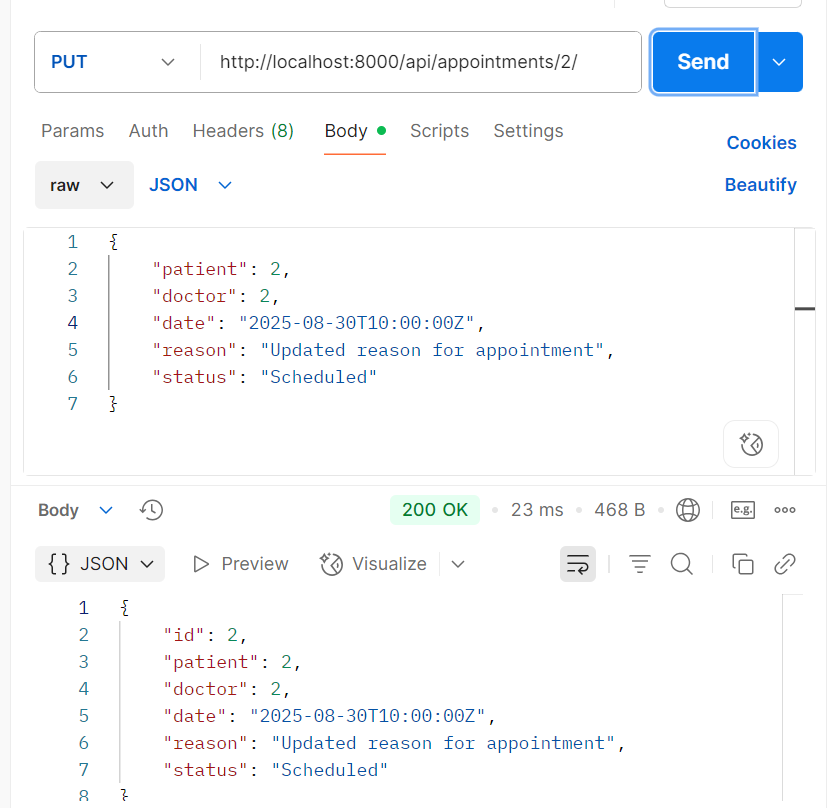 PUT http://localhost:8000/api/appointments/2/ Send
Params Auth Headers (8) Body Scripts Settings Cookies
raw JSON Beautify
1 {
2 "patient": 2,
3 "doctor": 2,
4 "date": "2025-08-30T10:00:00Z",
5 "reason": "Updated reason for appointment",
6 "status": "Scheduled"
7 }
Body 200 OK • 23 ms • 468 B • e.g. ooo
{} JSON Preview Visualize
1 {
2 "id": 2,
3 "patient": 2,
4 "doctor": 2,
5 "date": "2025-08-30T10:00:00Z",
6 "reason": "Updated reason for appointment",
7 "status": "Scheduled"
8 }